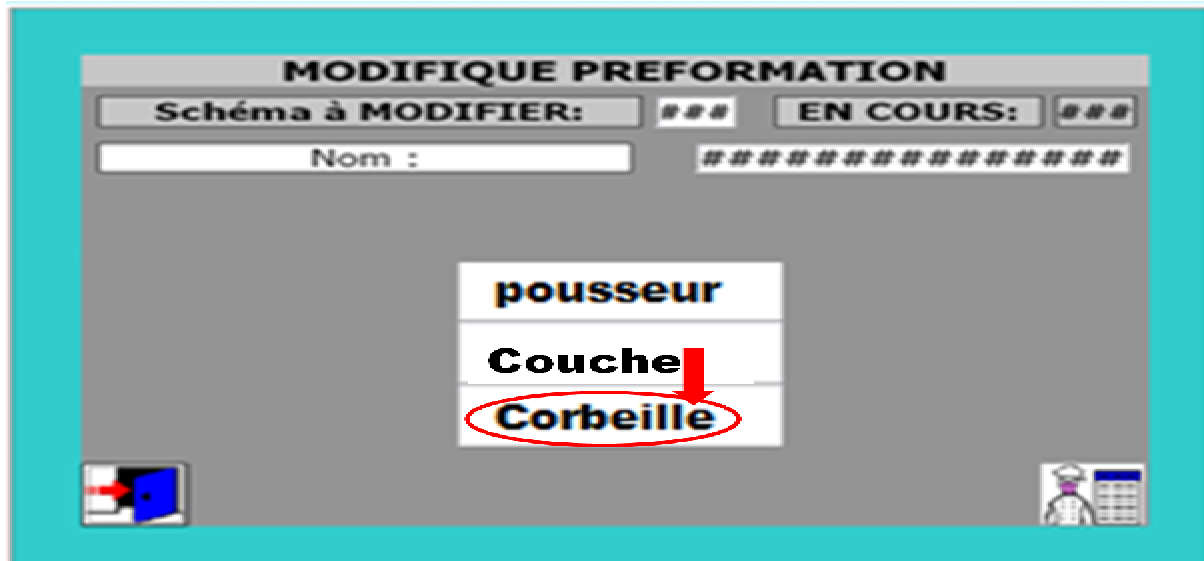 MODIFIQUE PREFORMATION
Schéma à MODIFIER: ### EN COURS: ###
Nom : ###############
pousseur
Couche
Corbeille